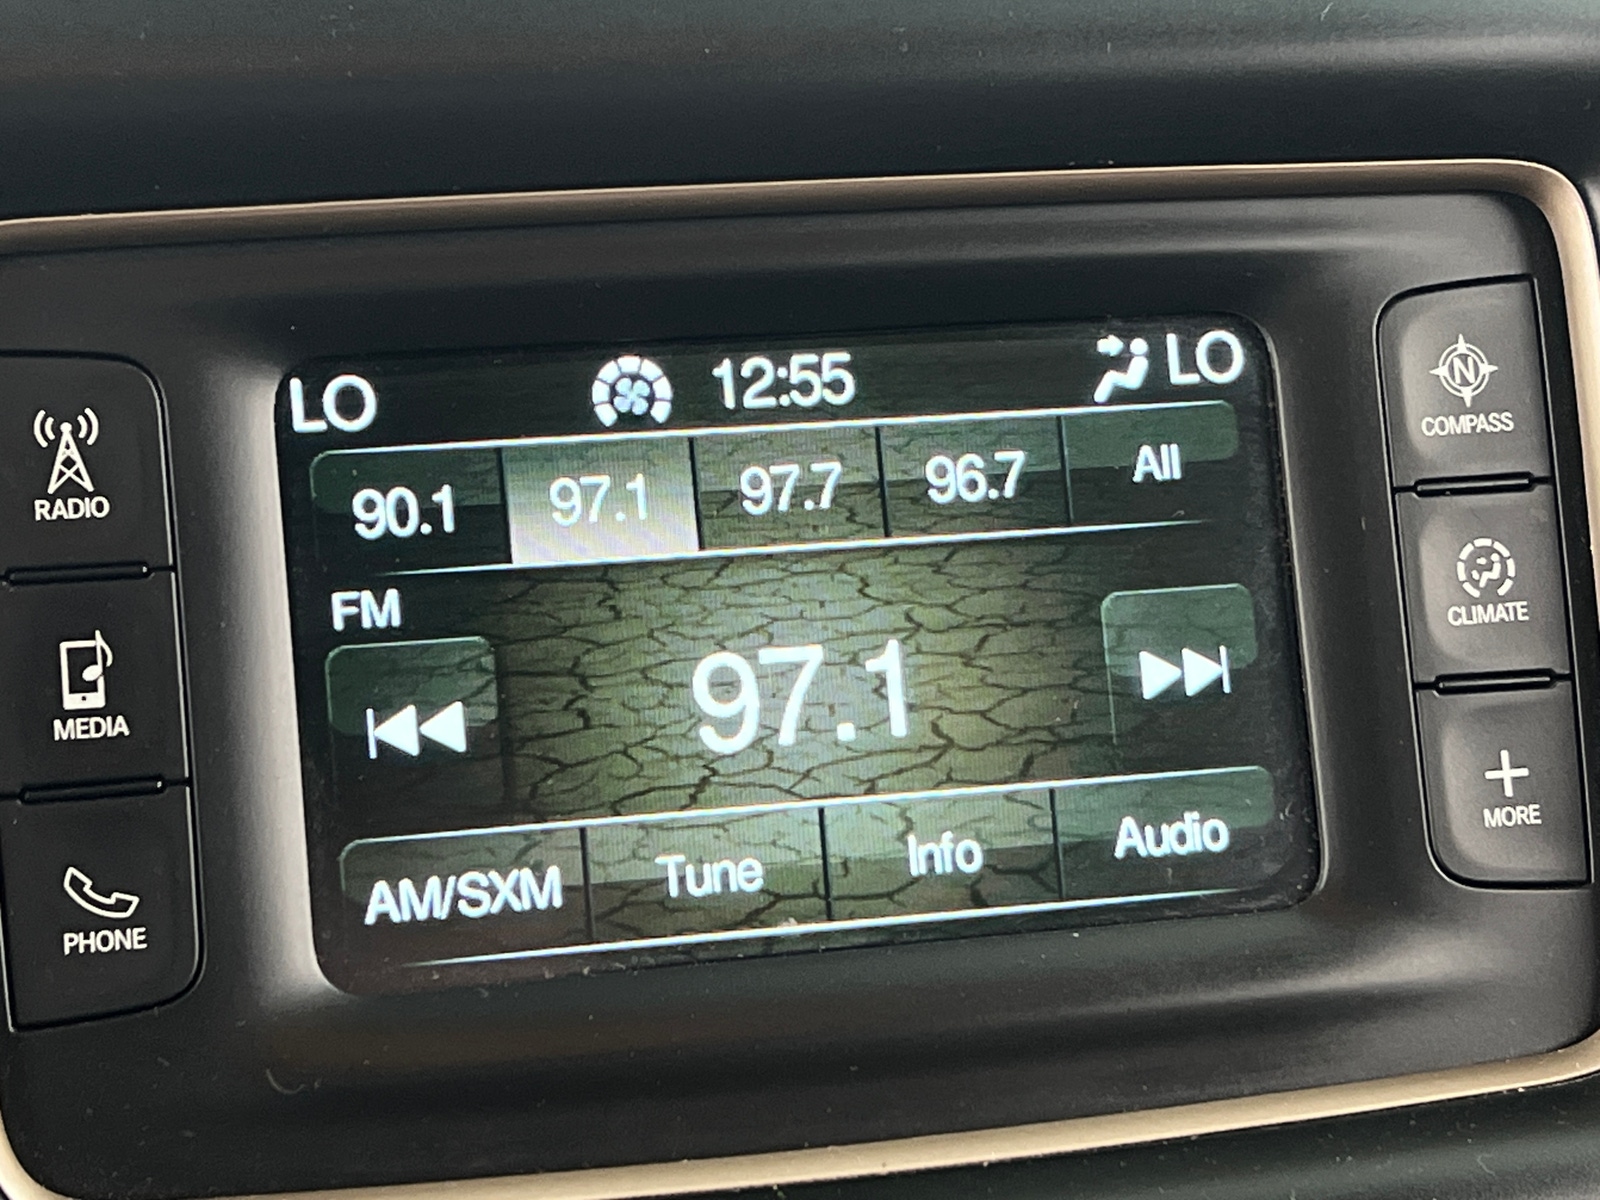 LO 12:55 LO
90.1 97.1 97.7 96.7 All
FM
97.1
AM/SXM Tune Info Audio
RADIO
MEDIA
PHONE
N
COMPASS
CLIMATE
MORE